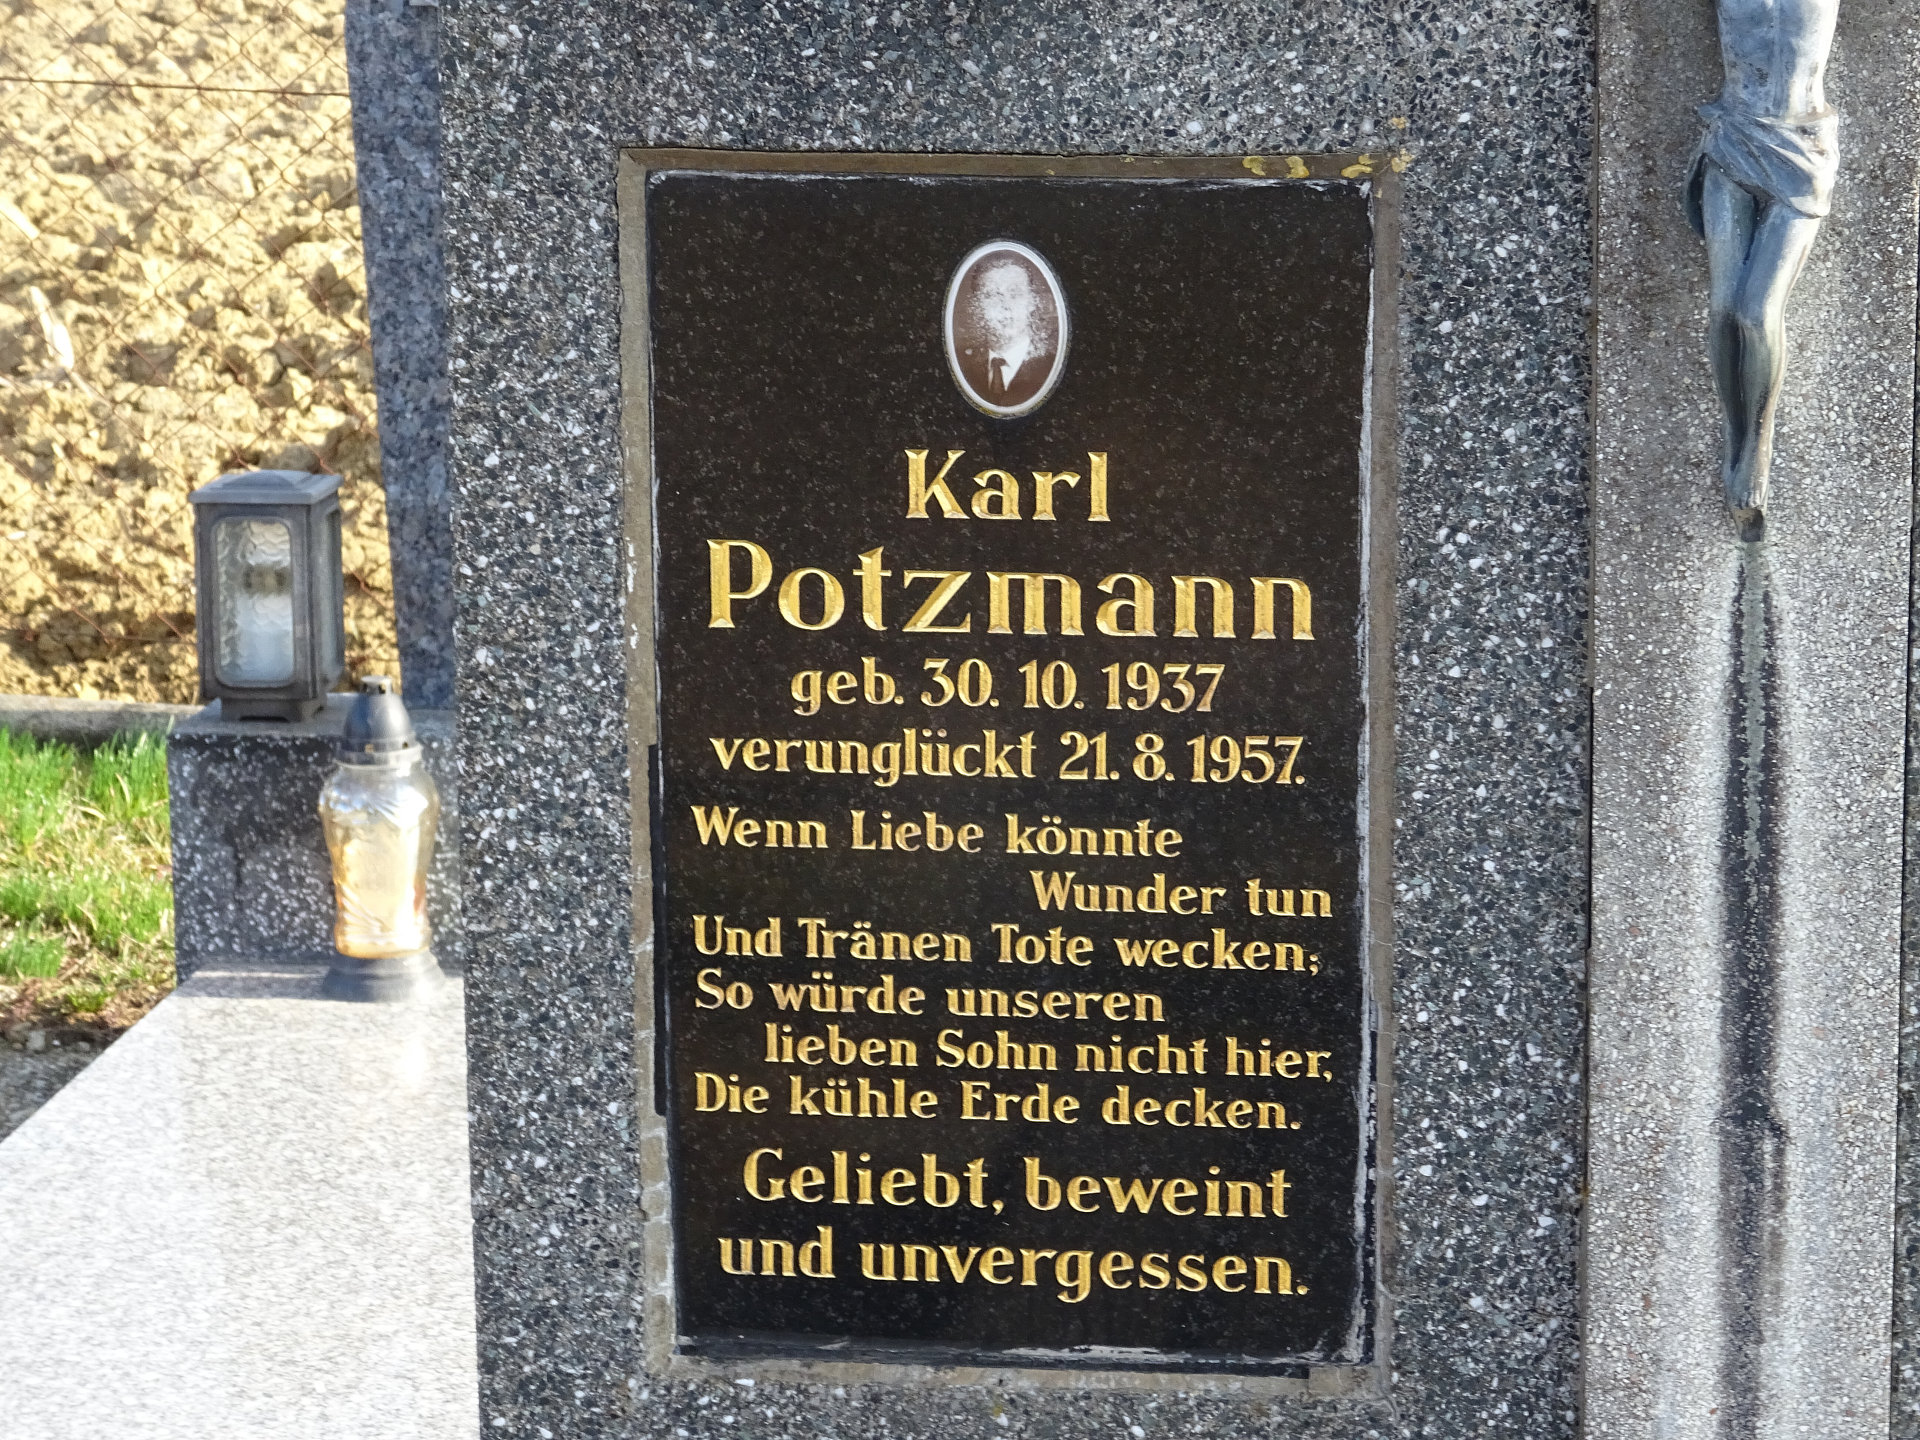 Karl
Potzmann
geb. 30. 10. 1937
verunglückt 21. 8. 1957.
Wenn Liebe könnte
Wunder tun
Und Tränen Tote wecken;
So würde unseren
lieben Sohn nicht hier,
Die kühle Erde decken.
Geliebt, beweint
und unvergessen.